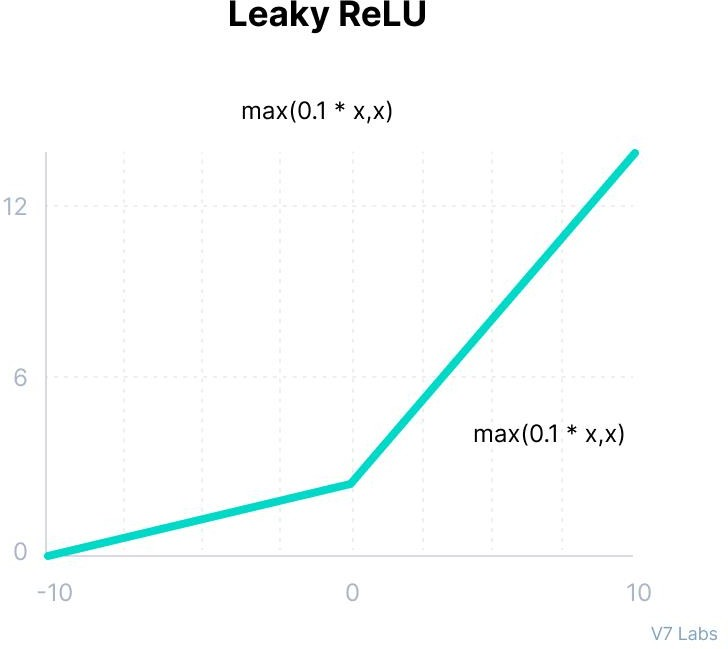 Leaky ReLU
max(0.1 * x,x)
12
6
max(0.1 * x,x)
0
-10 0 10
V7 Labs